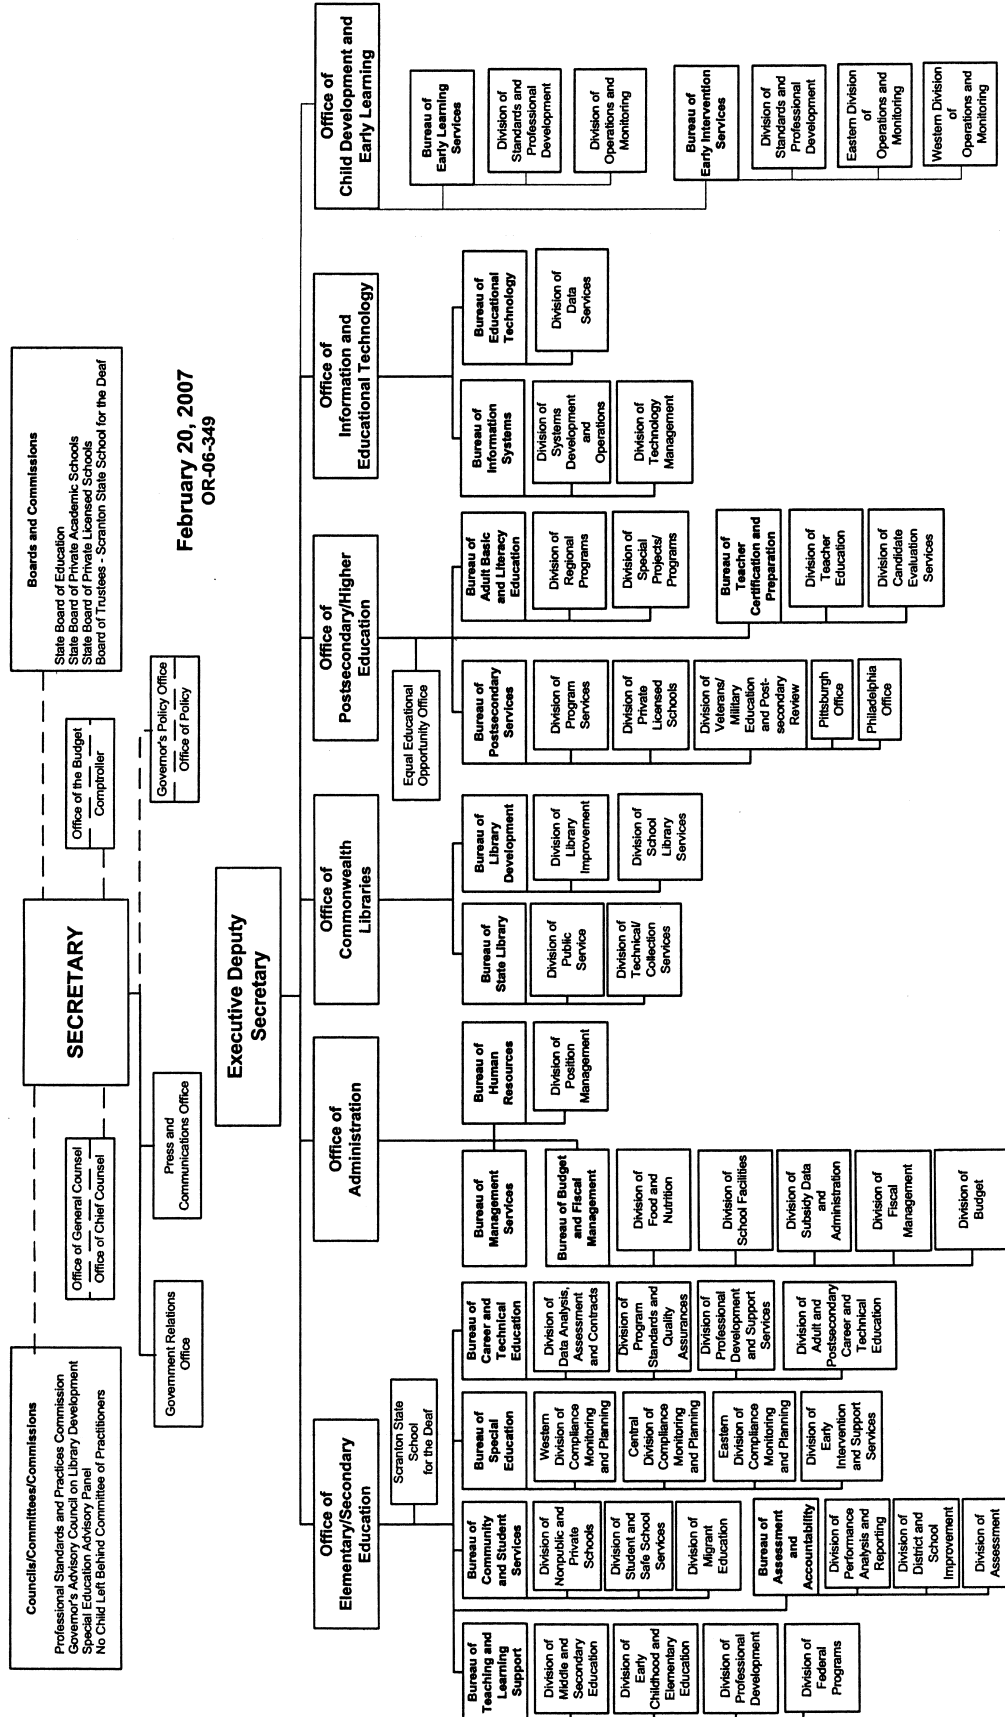 Councils/Committees/Commissions
Professional Standards and Practices Commission
Governor's Advisory Council on Library Development
Special Education Advisory Panel
No Child Left Behind Committee of Practitioners
SECRETARY
Boards and Commissions
State Board of Education
State Board of Private Academic Schools
State Board of Private Licensed Schools
Board of Trustees - Scranton State School for the Deaf
Office of General Counsel
Office of Chief Counsel
Office of the Budget
Comptroller
Government Relations
Office
Press and
Communications Office
Governor's Policy Office
Office of Policy
February 20, 2007
OR-06-349
Executive Deputy
Secretary
Office of
Elementary/Secondary
Education
Scranton State
School
for the Deaf
Bureau of
Teaching and
Learning
Support
Division of
Middle and
Secondary
Education
Division of
Early
Childhood and
Elementary
Education
Division of
Professional
Development
Division of
Federal
Programs
Bureau of
Community
and Student
Services
Division of
Nonpublic and
Private
Schools
Division of
Student and
Safe School
Services
Division of
Migrant
Education
Bureau of
Assessment
and
Accountability
Division of
Performance
Analysis and
Reporting
Division of
District and
School
Improvement
Division of
Assessment
Bureau of
Special
Education
Western
Division of
Compliance
Monitoring
and Planning
Central
Division of
Compliance
Monitoring
and Planning
Eastern
Division of
Compliance
Monitoring
and Planning
Division of
Early
Intervention
and Support
Services
Bureau of
Career and
Technical
Education
Division of
Data Analysis,
Assessment
and Contracts
Division of
Program
Standards and
Quality
Assurances
Division of
Professional
Development
and Support
Services
Division of
Adult and
Postsecondary
Career and
Technical
Education
Office of
Administration
Bureau of
Management
Services
Bureau of Budget
and Fiscal
Management
Division of
Food and
Nutrition
Division of
School Facilities
Division of
Subsidy Data
and
Administration
Division of
Fiscal
Management
Division of
Budget
Bureau of
Human
Resources
Division of
Position
Management
Office of
Commonwealth
Libraries
Bureau of
State Library
Division of
Public
Service
Division of
Technical/
Collection
Services
Bureau of
Library
Development
Division of
Library
Improvement
Division of
School
Library
Services
Office of
Postsecondary/Higher
Education
Equal Educational
Opportunity Office
Bureau of
Postsecondary
Services
Division of
Program
Services
Division of
Private
Licensed
Schools
Division of
Veterans/
Military
Education
and Post-
secondary
Review
Pittsburgh
Office
Philadelphia
Office
Bureau of
Adult Basic
and Literacy
Education
Division of
Regional
Programs
Division of
Special
Projects/
Programs
Bureau of
Teacher
Certification and
Preparation
Division of
Teacher
Education
Division of
Candidate
Evaluation
Services
Office of
Information and
Educational Technology
Bureau of
Information
Systems
Division of
Systems
Development
and
Operations
Division of
Technology
Management
Bureau of
Educational
Technology
Division of
Data
Services
Office of
Child Development and
Early Learning
Bureau of
Early Learning
Services
Division of
Standards and
Professional
Development
Division of
Operations and
Monitoring
Bureau of
Early Intervention
Services
Division of
Standards and
Professional
Development
Eastern Division
of
Operations and
Monitoring
Western Division
of
Operations and
Monitoring